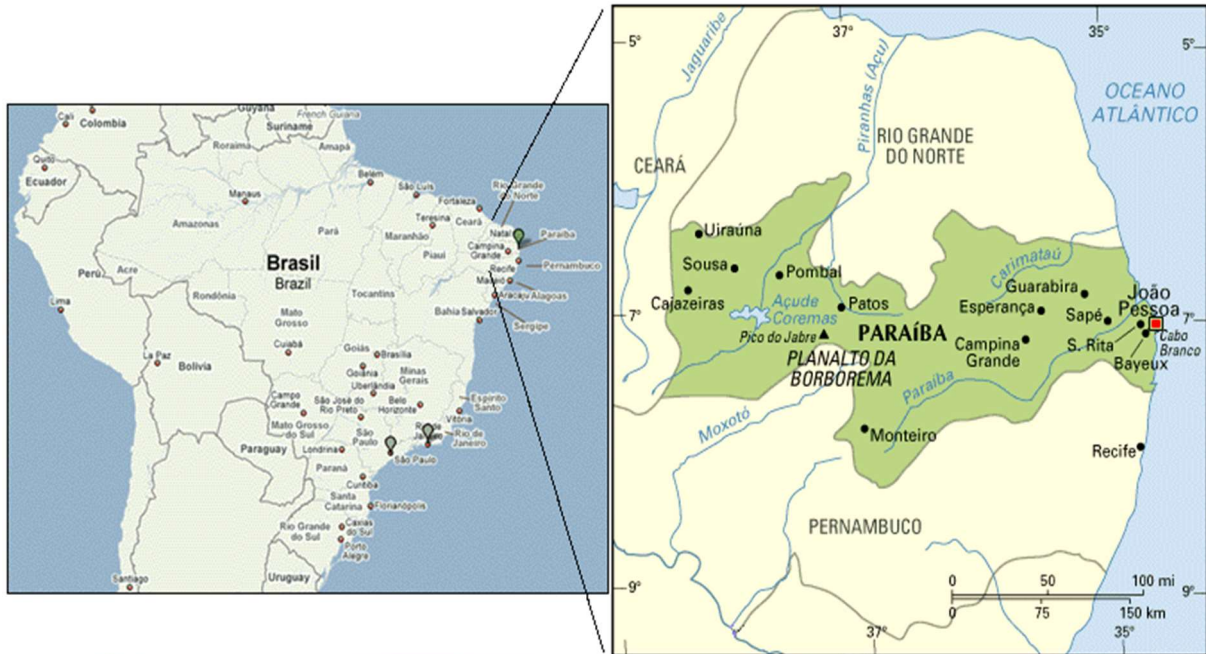 Cali
Colombia
Guyana
Suriname
French Guiana
Quito
Ecuador
Roraima
Amapá
Manaus
Belém
São Luís
Rio Grande
do Norte
Fortaleza
Amazonas
Pará
Teresina
Ceará
Maranhão
Natal
Piauí
Campina
Grande
Paraíba
Brasil
Brazil
Recife
Pernambuco
Perú
Acre
Tocantins
Aracaju
Alagoas
Rondônia
Sergipe
Lima
Mato
Grosso
Bahia
Salvador
Cuiabá
Goiás
Brasília
La Paz
Bolivia
Goiânia
Minas
Gerais
Uberlândia
Espirito
Santo
Campo
Grande
São José do
Rio Preto
Belo
Horizonte
Vitória
Mato Grosso
do Sul
São
Paulo
Rio de
Janeiro
Paraguay
Londrina
São Paulo
Paraná
Curitiba
Santa
Catarina
Florianópolis
Rio Grande
do Sul
Caxias
do Sul
Porto
Alegre
Santiago
Uruguay
37°
35°
5°
5°
Jaguaribe
Piranhas (Açu)
OCEANO
ATLÂNTICO
CEARÁ
RIO GRANDE
DO NORTE
Uiraúna
Sousa
Pombal
Carimataú
Cajazeiras
Guarabira
João
Pessoa
Açude
Coremas
Patos
Esperança
Sapé
7°
7°
Pico do Jabre
PARAÍBA
Campina
Grande
S. Rita
Cabo
Branco
Bayeux
PLANALTO DA
BORBOREMA
Paraíba
Moxotó
Monteiro
Recife
PERNAMBUCO
0 50 100 mi
0 75 150 km
9°
9°
37°
35°